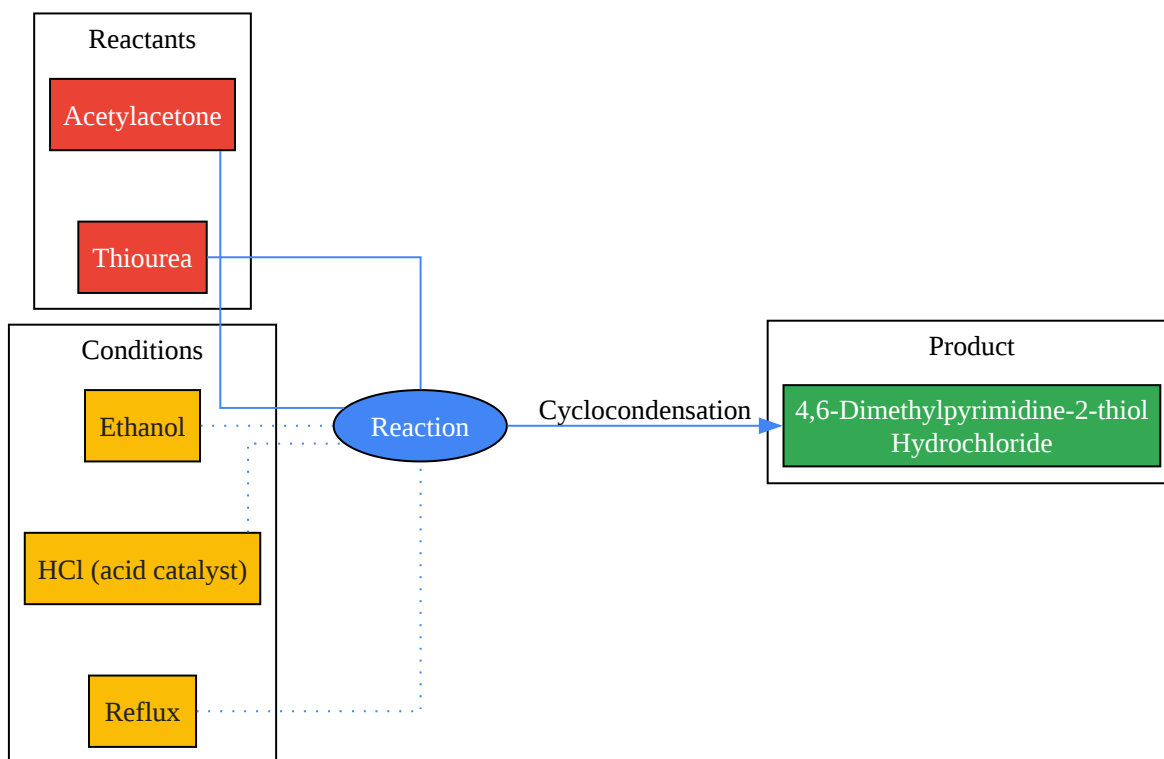 Reactants
Acetylacetone
Thiourea
Conditions
Ethanol
HCl (acid catalyst)
Reflux
Reaction
Cyclocondensation
Product
4,6-Dimethylpyrimidine-2-thiol
Hydrochloride